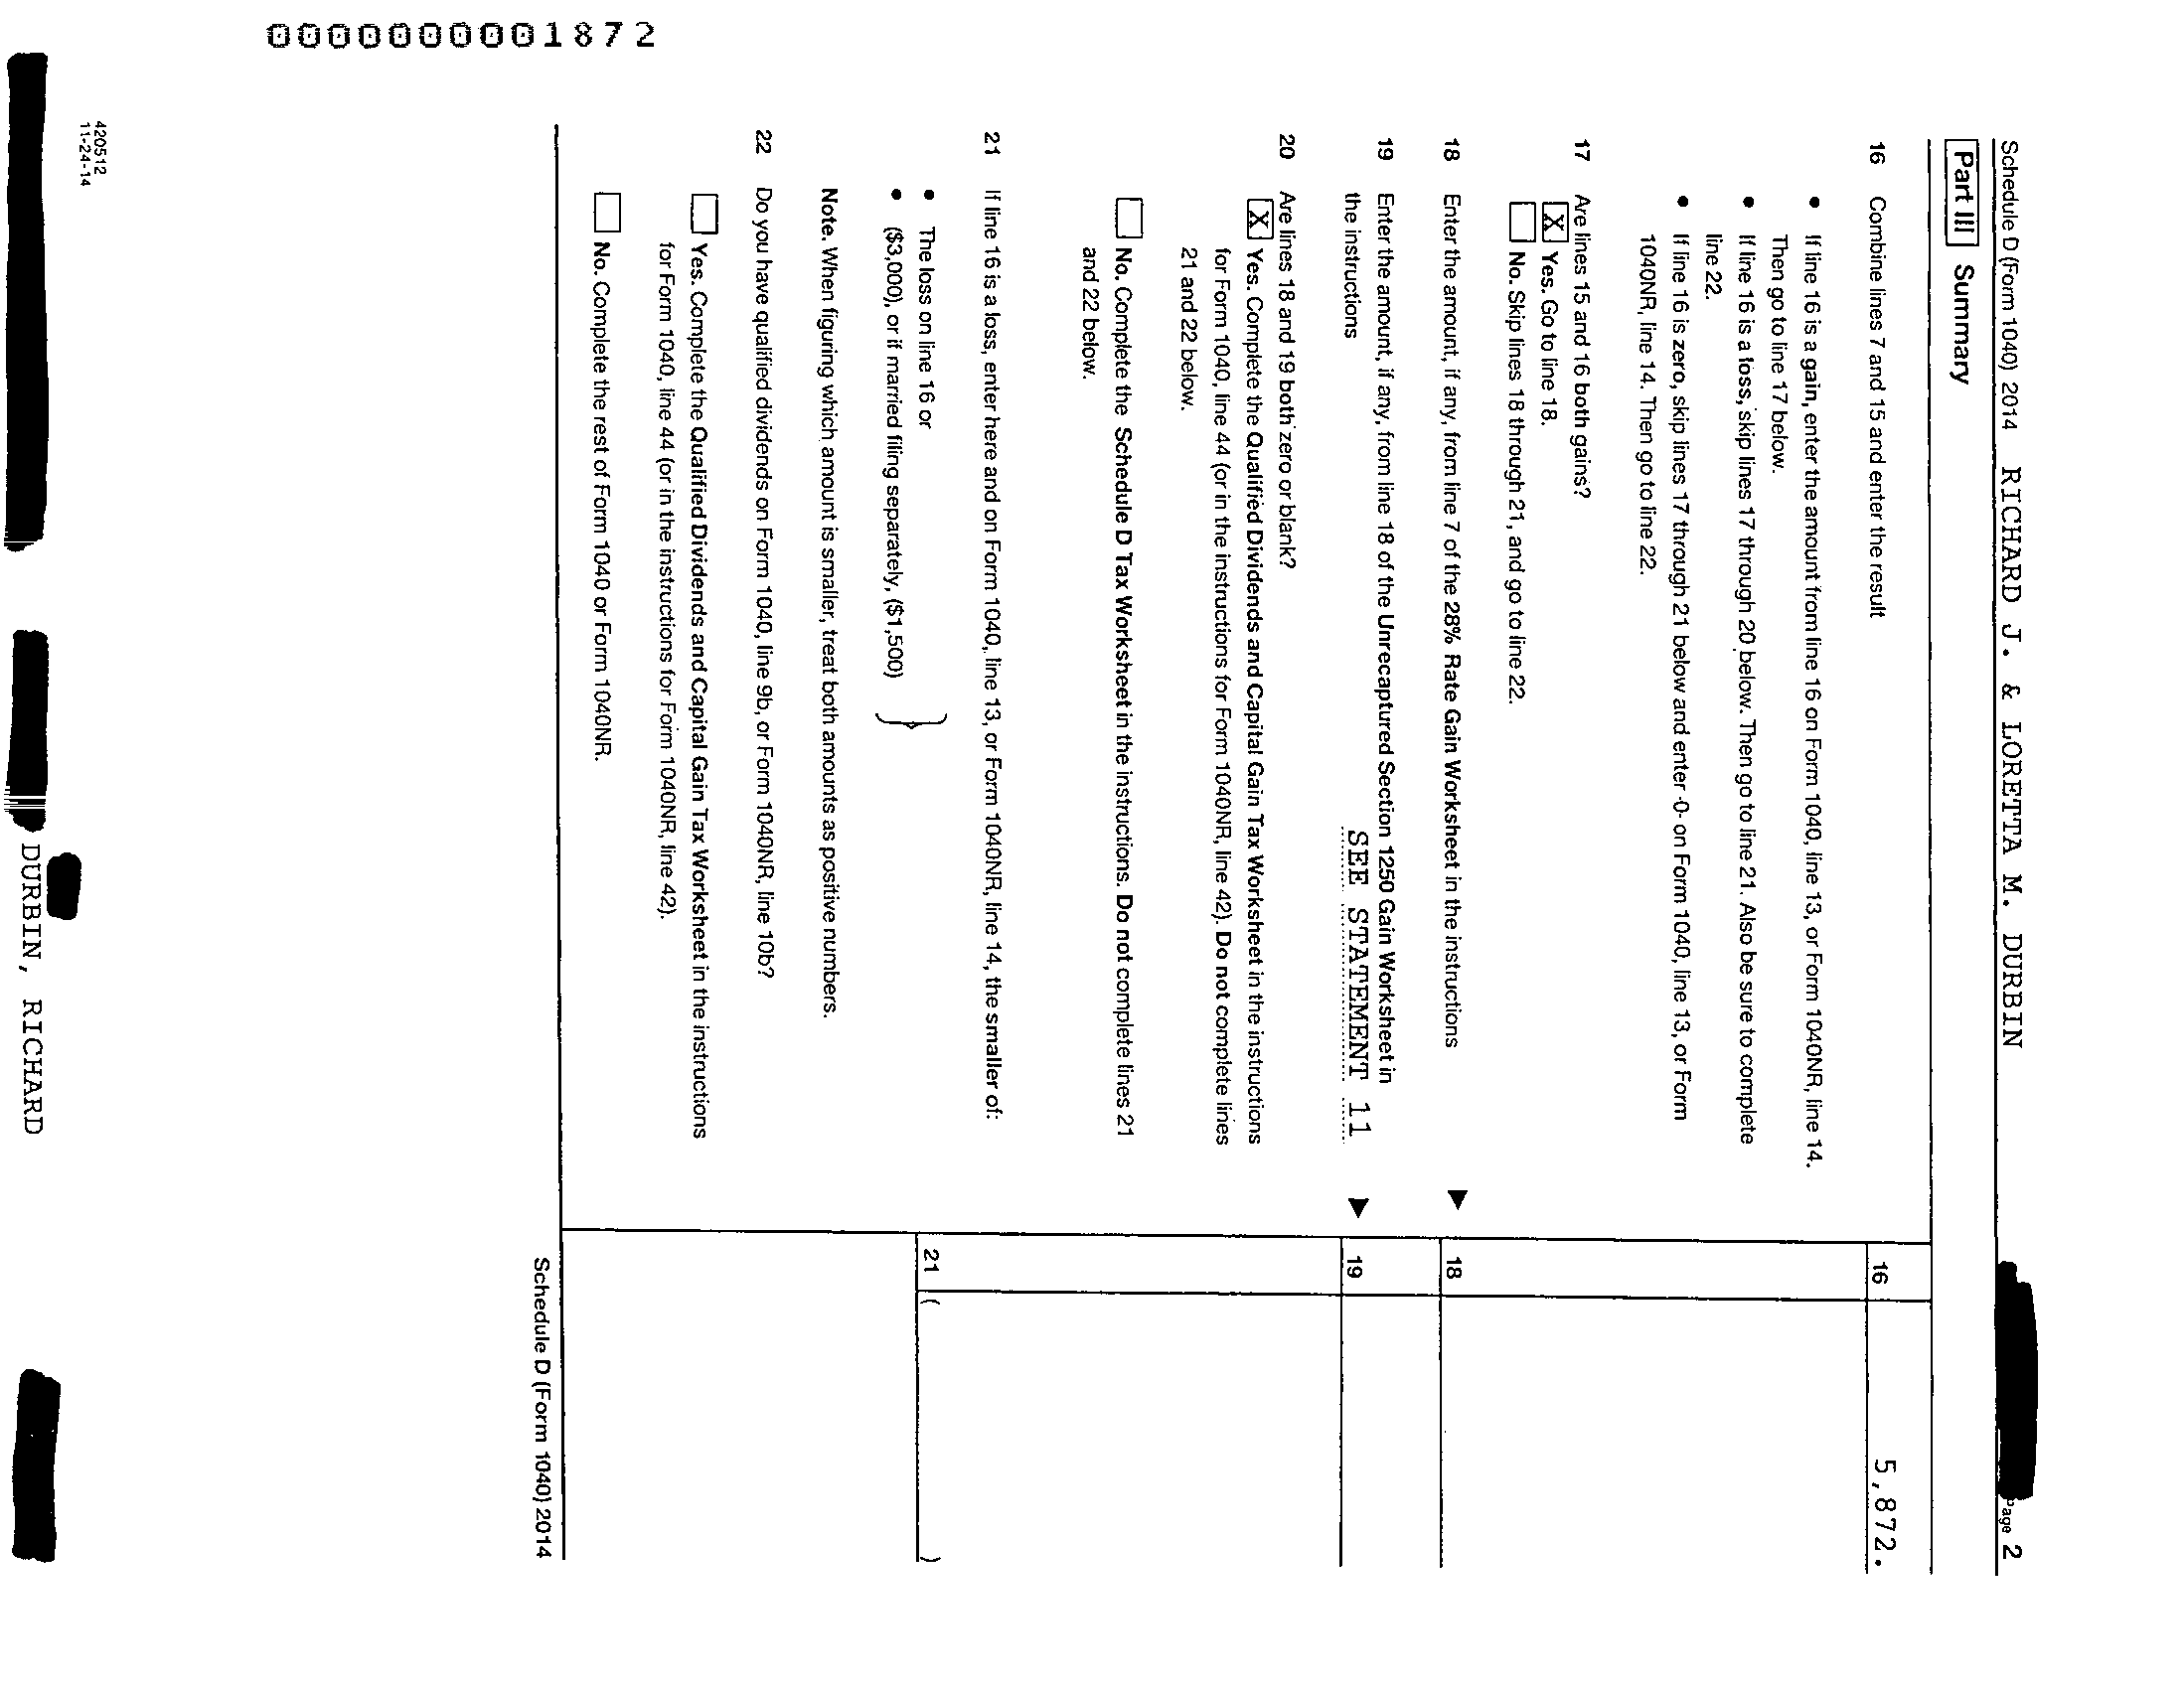 Schedule D (Form 1040) 2014 RICHARD J. & LORETTA M. DURBIN Page 2
Part III Summary
16 Combine lines 7 and 15 and enter the result 16 5,872.
• If line 16 is a gain, enter the amount from line 16 on Form 1040, line 13, or Form 1040NR, line 14.
Then go to line 17 below.
• If line 16 is a loss, skip lines 17 through 20 below. Then go to line 21. Also be sure to complete
line 22.
• If line 16 is zero, skip lines 17 through 21 below and enter -0- on Form 1040, line 13, or Form
1040NR, line 14. Then go to line 22.
17 Are lines 15 and 16 both gains?
X Yes. Go to line 18.
No. Skip lines 18 through 21, and go to line 22.
18 Enter the amount, if any, from line 7 of the 28% Rate Gain Worksheet in the instructions ▶ 18
19 Enter the amount, if any, from line 18 of the Unrecaptured Section 1250 Gain Worksheet in
the instructions SEE STATEMENT 11 ▶ 19
20 Are lines 18 and 19 both zero or blank?
X Yes. Complete the Qualified Dividends and Capital Gain Tax Worksheet in the instructions
for Form 1040, line 44 (or in the instructions for Form 1040NR, line 42). Do not complete lines
21 and 22 below.
No. Complete the Schedule D Tax Worksheet in the instructions. Do not complete lines 21
and 22 below.
21 If line 16 is a loss, enter here and on Form 1040, line 13, or Form 1040NR, line 14, the smaller of:
• The loss on line 16 or
• ($3,000), or if married filing separately, ($1,500) } 21 ( )
Note. When figuring which amount is smaller, treat both amounts as positive numbers.
22 Do you have qualified dividends on Form 1040, line 9b, or Form 1040NR, line 10b?
Yes. Complete the Qualified Dividends and Capital Gain Tax Worksheet in the instructions
for Form 1040, line 44 (or in the instructions for Form 1040NR, line 42).
No. Complete the rest of Form 1040 or Form 1040NR.
Schedule D (Form 1040) 2014
420512
11-24-14
DURBIN, RICHARD
0000000001872